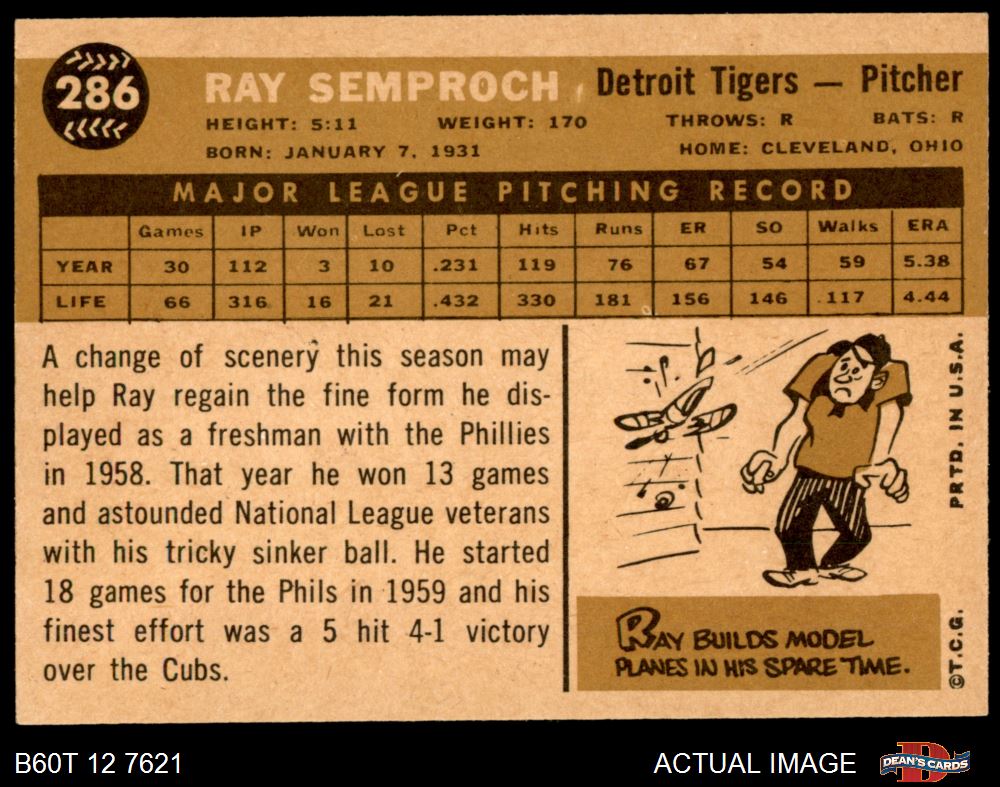 286
RAY SEMPROCH
Detroit Tigers — Pitcher
HEIGHT: 5:11 WEIGHT: 170 THROWS: R BATS: R
BORN: JANUARY 7, 1931 HOME: CLEVELAND, OHIO
MAJOR LEAGUE PITCHING RECORD
Games IP Won Lost Pct Hits Runs ER SO Walks ERA
YEAR 30 112 3 10 .231 119 76 67 54 59 5.38
LIFE 66 316 16 21 .432 330 181 156 146 117 4.44
A change of scenery this season may
help Ray regain the fine form he dis-
played as a freshman with the Phillies
in 1958. That year he won 13 games
and astounded National League veterans
with his tricky sinker ball. He started
18 games for the Phils in 1959 and his
finest effort was a 5 hit 4-1 victory
over the Cubs.
RAY BUILDS MODEL
PLANES IN HIS SPARE TIME.
©T.C.G. PRTD. IN U.S.A.
B60T 12 7621
ACTUAL IMAGE
DEAN'S CARDS